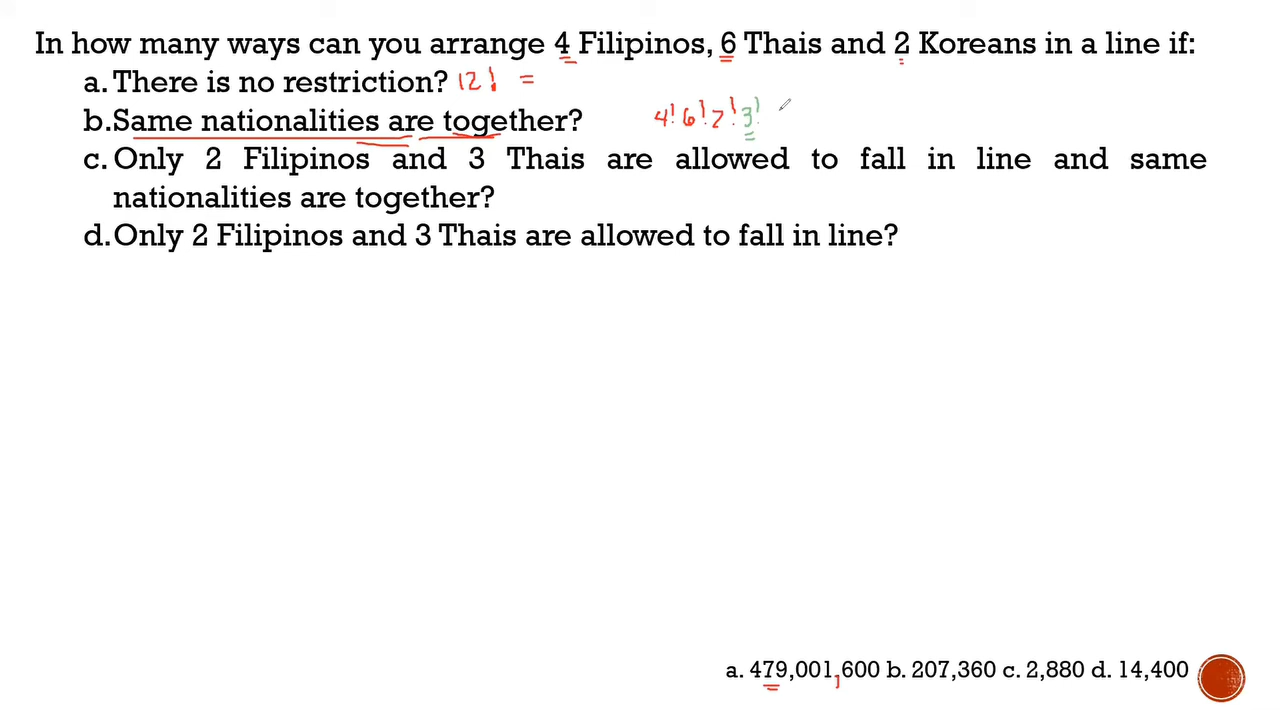 In how many ways can you arrange 4 Filipinos, 6 Thais and 2 Koreans in a line if:
a. There is no restriction? 12! =
b. Same nationalities are together? 4! 6! 2! 3!
c. Only 2 Filipinos and 3 Thais are allowed to fall in line and same
nationalities are together?
d. Only 2 Filipinos and 3 Thais are allowed to fall in line?
a. 479,001,600 b. 207,360 c. 2,880 d. 14,400